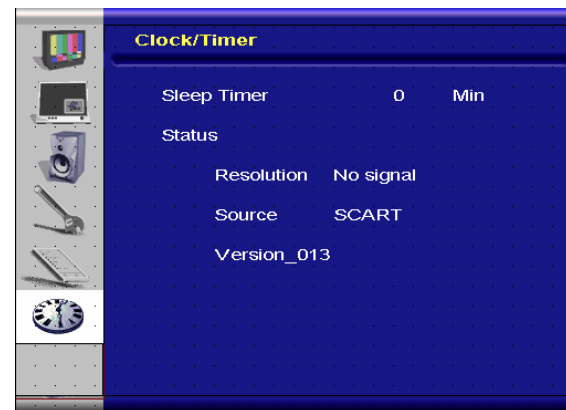 Clock/Timer
Sleep Timer 0 Min
Status
Resolution No signal
Source SCART
Version_013